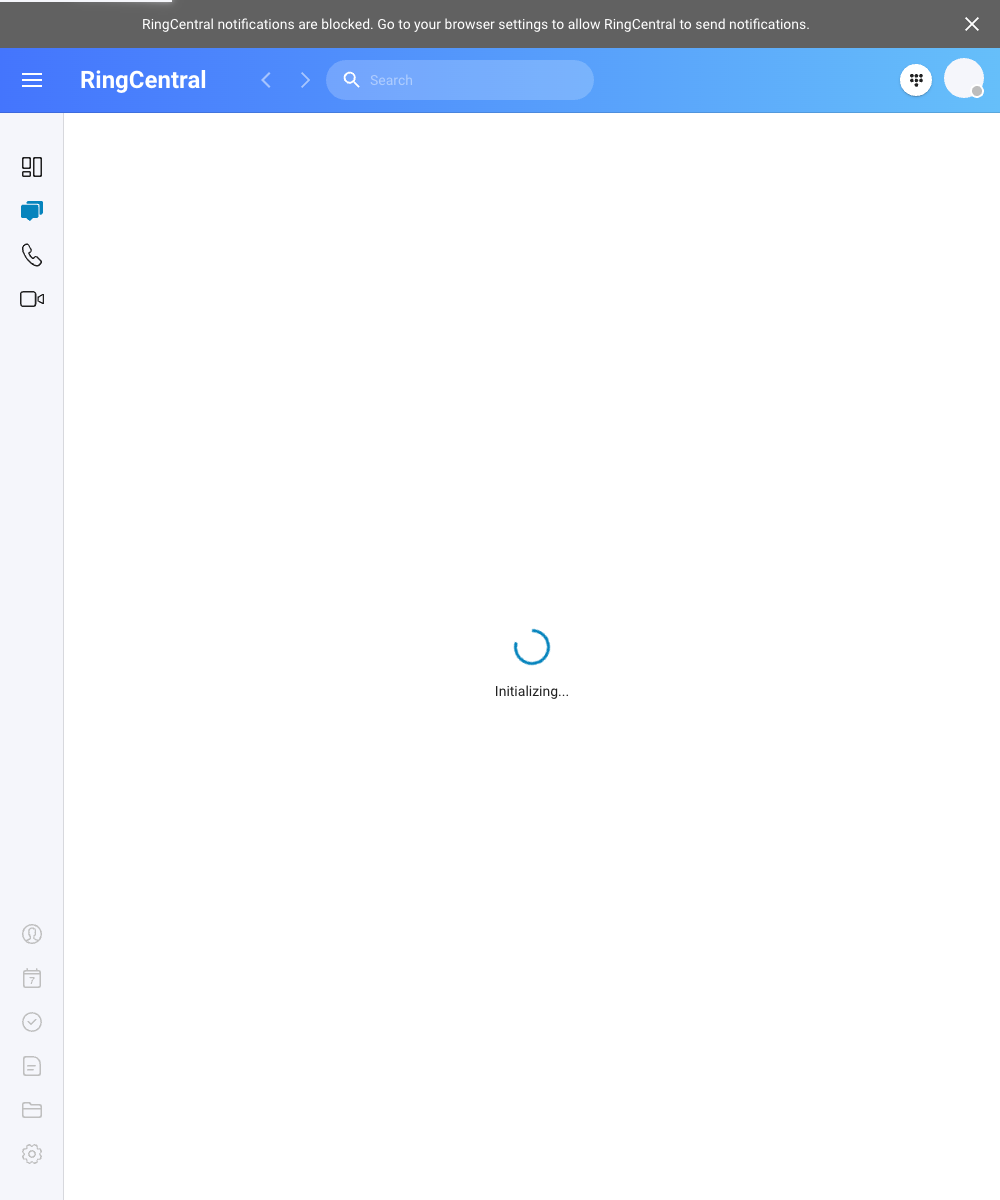 RingCentral notifications are blocked. Go to your browser settings to allow RingCentral to send notifications.
RingCentral
Search
Initializing...
7